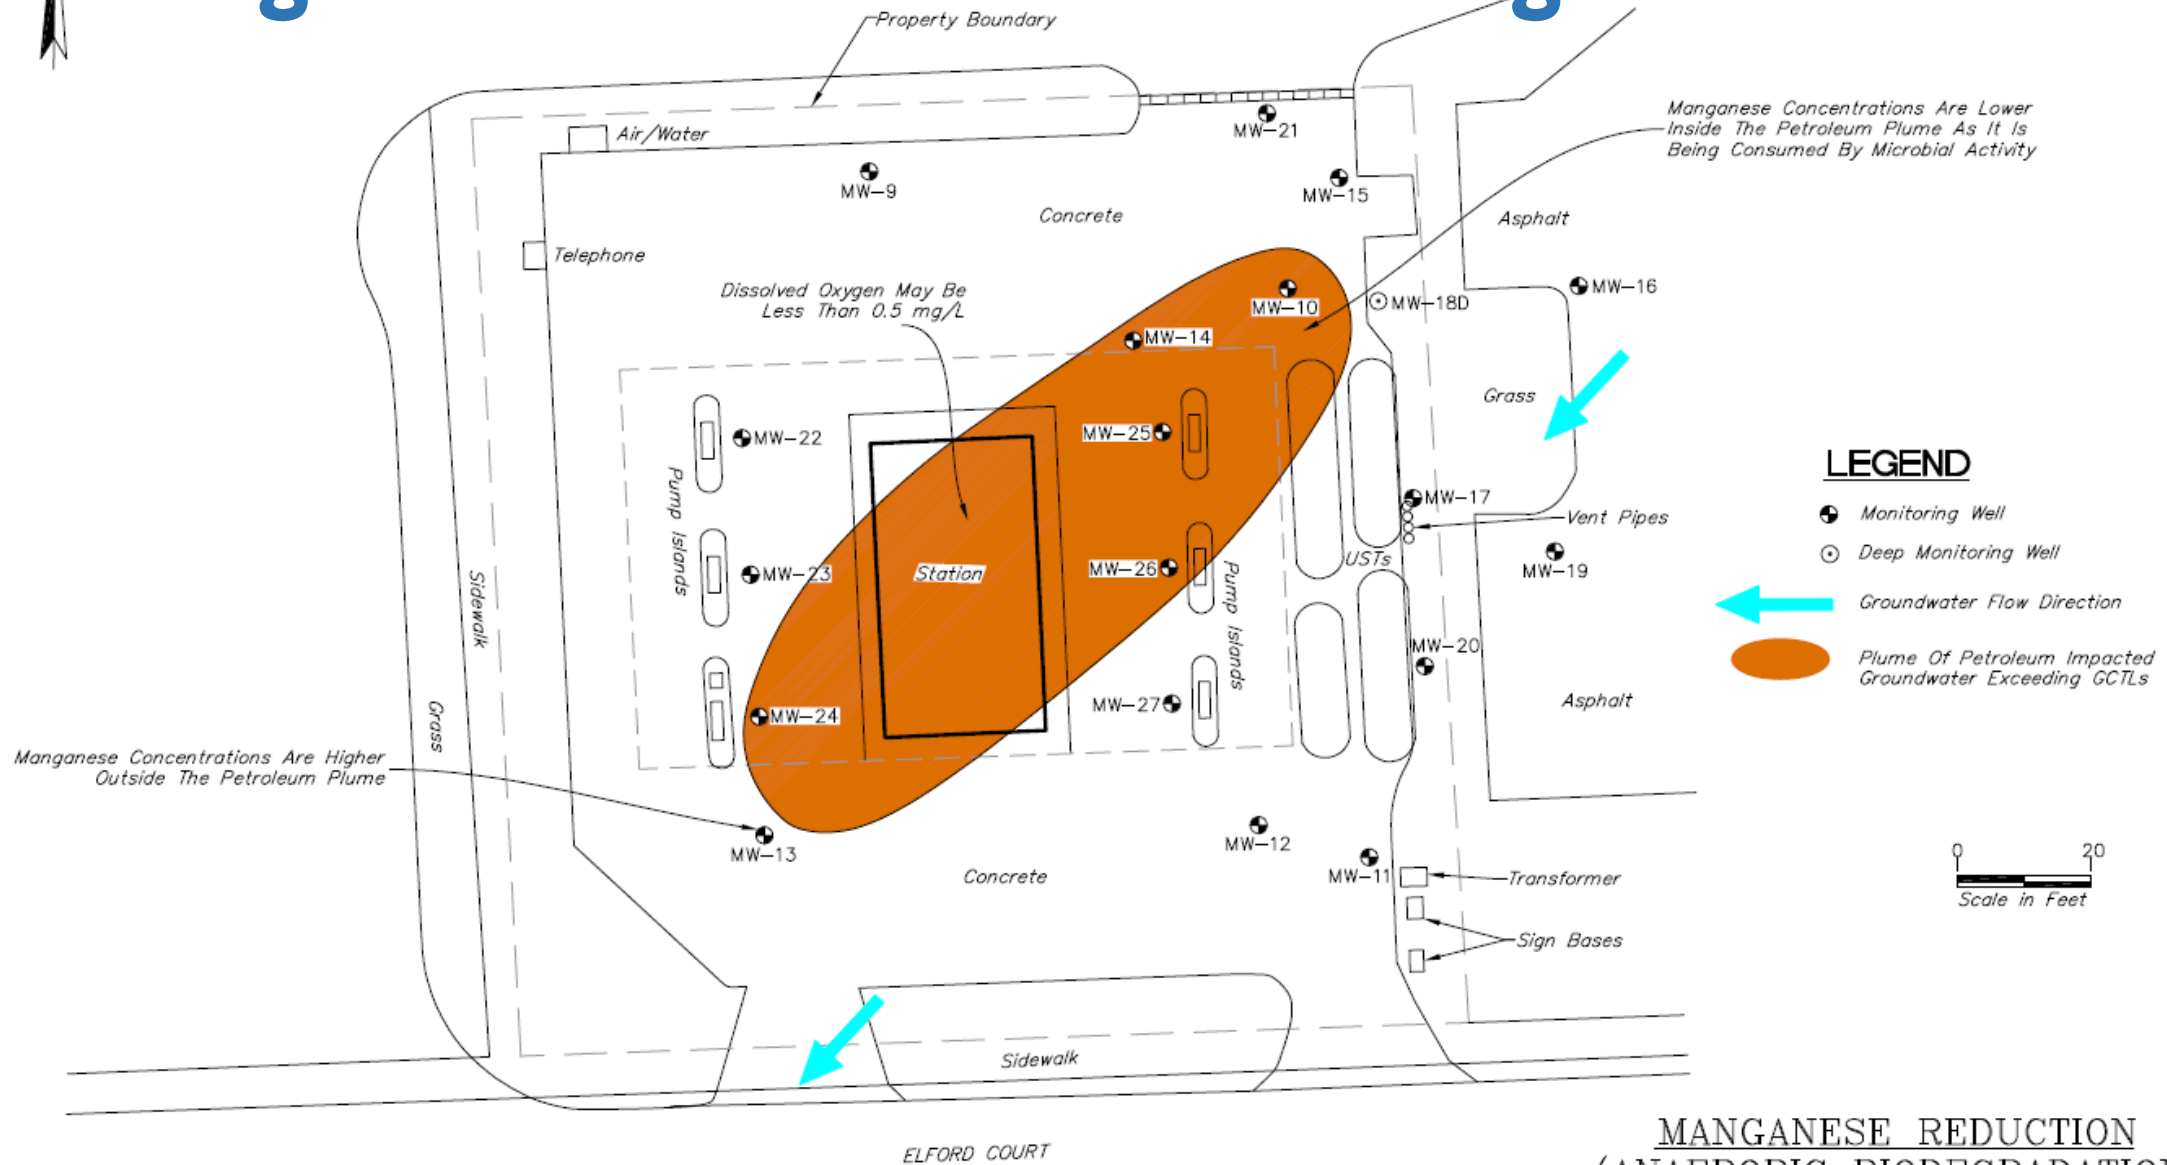 Property Boundary
Air/Water
MW-21
Manganese Concentrations Are Lower
Inside The Petroleum Plume As It Is
Being Consumed By Microbial Activity
MW-9
MW-15
Concrete
Asphalt
Telephone
Dissolved Oxygen May Be
Less Than 0.5 mg/L
MW-10
MW-18D
MW-16
MW-14
Grass
MW-22
MW-25
Pump Islands
MW-17
Vent Pipes
LEGEND
Monitoring Well
Deep Monitoring Well
Groundwater Flow Direction
Plume Of Petroleum Impacted
Groundwater Exceeding GCTLs
MW-23
Station
MW-26
USTs
MW-19
Sidewalk
Pump Islands
MW-20
MW-24
MW-27
Asphalt
Grass
Manganese Concentrations Are Higher
Outside The Petroleum Plume
MW-13
MW-12
MW-11
Concrete
Transformer
Sign Bases
0 20
Scale in Feet
Sidewalk
ELFORD COURT
MANGANESE REDUCTION
(ANAEROBIC BIODEGRADATION